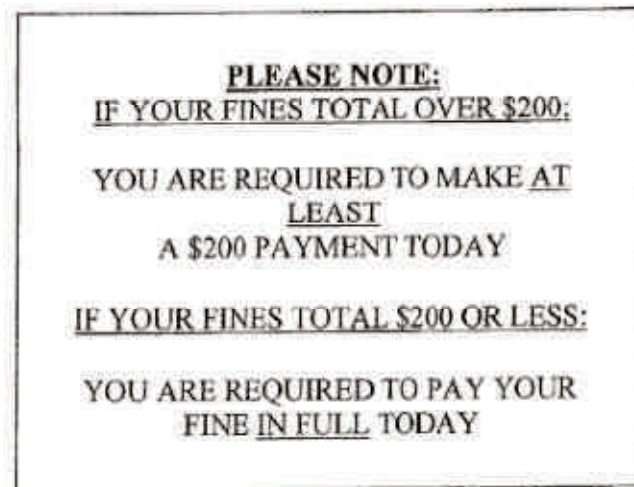 PLEASE NOTE:
IF YOUR FINES TOTAL OVER $200:
YOU ARE REQUIRED TO MAKE AT
LEAST
A $200 PAYMENT TODAY
IF YOUR FINES TOTAL $200 OR LESS:
YOU ARE REQUIRED TO PAY YOUR
FINE IN FULL TODAY